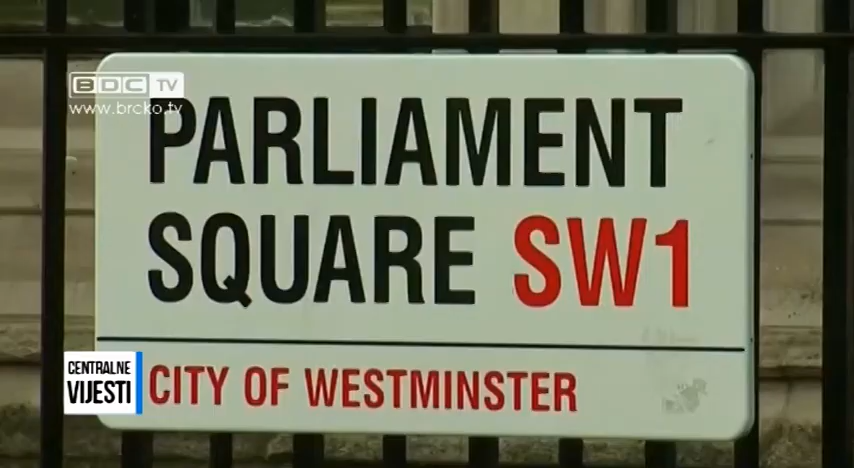 BDC TV
www.brcko.tv
PARLIAMENT
SQUARE SW1
CITY OF WESTMINSTER
CENTRALNE
VIJESTI